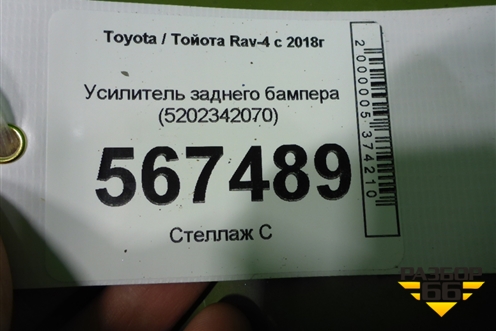 Toyota / Тойота Rav-4 с 2018г
Усилитель заднего бампера
(5202342070)
567489
Стеллаж С
2000005374210
РАЗБОР
66